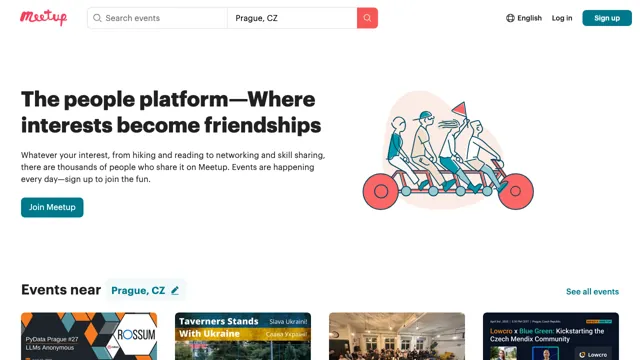 meetup
Search events
Prague, CZ
English
Log in
Sign up
The people platform—Where
interests become friendships
Whatever your interest, from hiking and reading to networking and skill sharing,
there are thousands of people who share it on Meetup. Events are happening
every day—sign up to join the fun.
Join Meetup
Events near Prague, CZ
See all events
PyData Prague #27
LLMs Anonymous
ROSSUM
Taverners Stands
With Ukraine
Slava Ukraini!
Слава Україні!
Lowcro x Blue Green: Kickstarting the
Czech Mendix Community
Lowcro